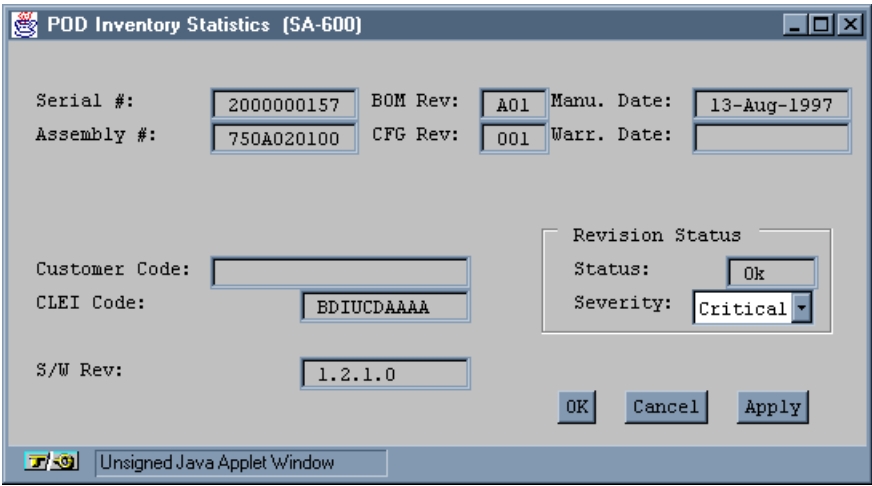 POD Inventory Statistics (SA-600)
Serial #: 2000000157 BOM Rev: A01 Manu. Date: 13-Aug-1997
Assembly #: 750A020100 CFG Rev: 001 Warr. Date:
Revision Status
Customer Code: Status: Ok
CLEI Code: BDIUCDAAAA Severity: Critical
S/W Rev: 1.2.1.0
OK Cancel Apply
Unsigned Java Applet Window